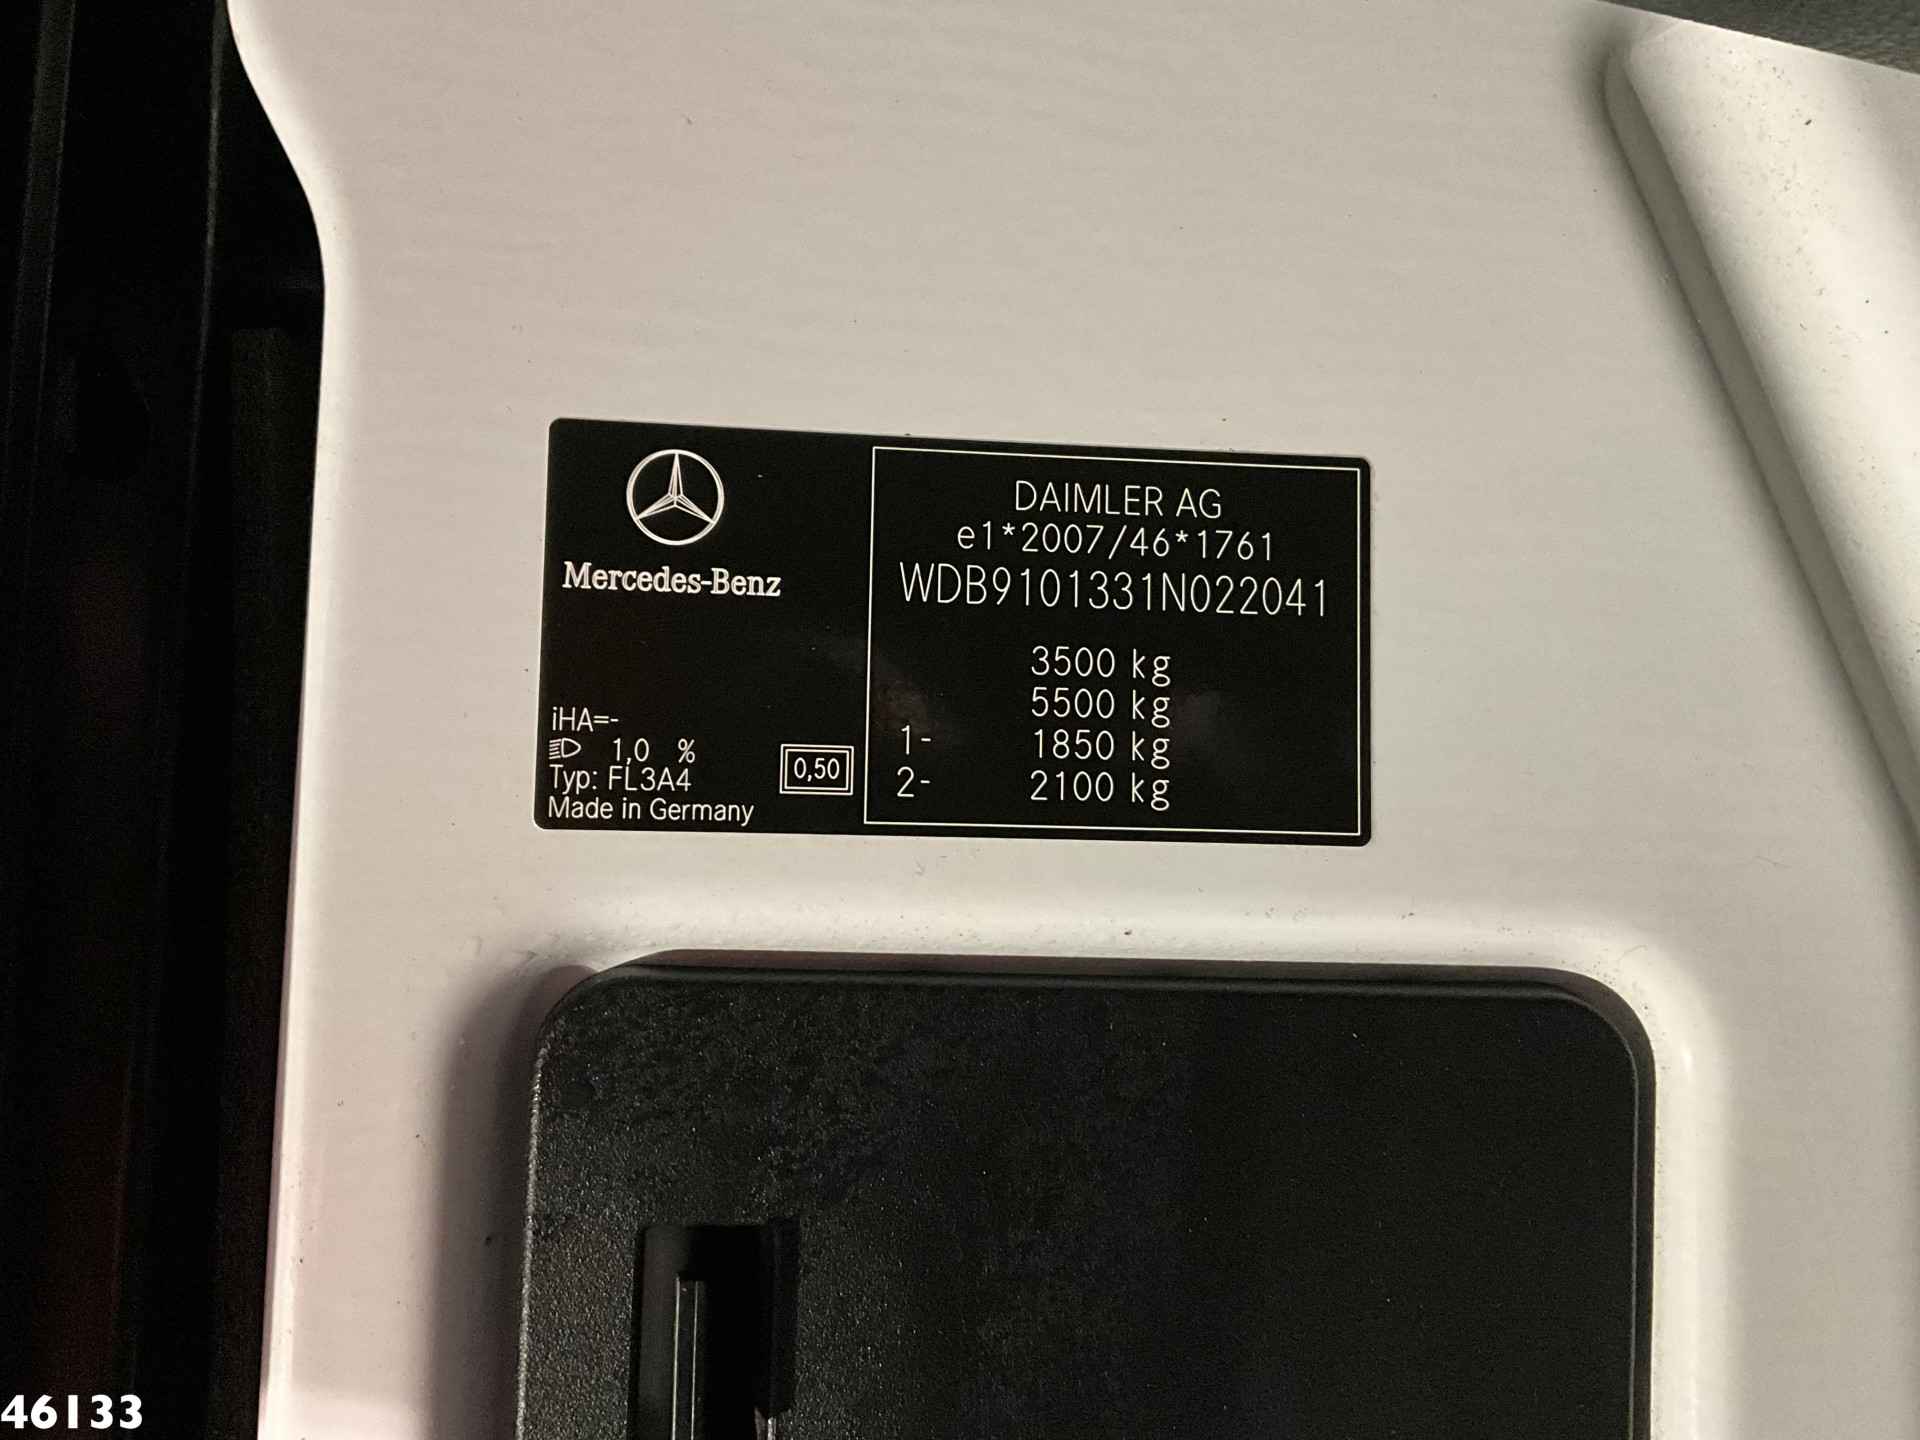 Mercedes-Benz
iHA=-
1,0 %
Typ: FL3A4
Made in Germany
0,50
DAIMLER AG
e1*2007/46*1761
WDB9101331N022041
3500 kg
5500 kg
1- 1850 kg
2- 2100 kg
46133